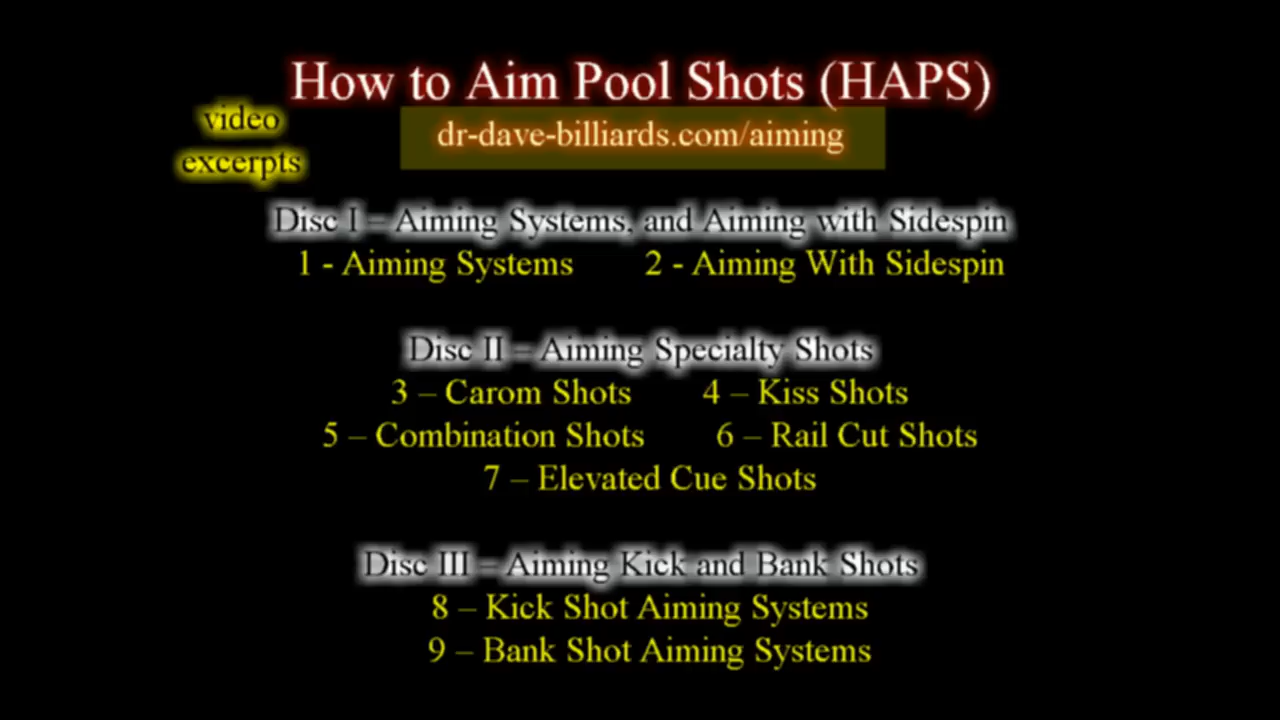 How to Aim Pool Shots (HAPS)
video
excerpts
dr-dave-billiards.com/aiming
Disc I – Aiming Systems, and Aiming with Sidespin
1 - Aiming Systems 2 - Aiming With Sidespin
Disc II – Aiming Specialty Shots
3 – Carom Shots 4 – Kiss Shots
5 – Combination Shots 6 – Rail Cut Shots
7 – Elevated Cue Shots
Disc III – Aiming Kick and Bank Shots
8 – Kick Shot Aiming Systems
9 – Bank Shot Aiming Systems